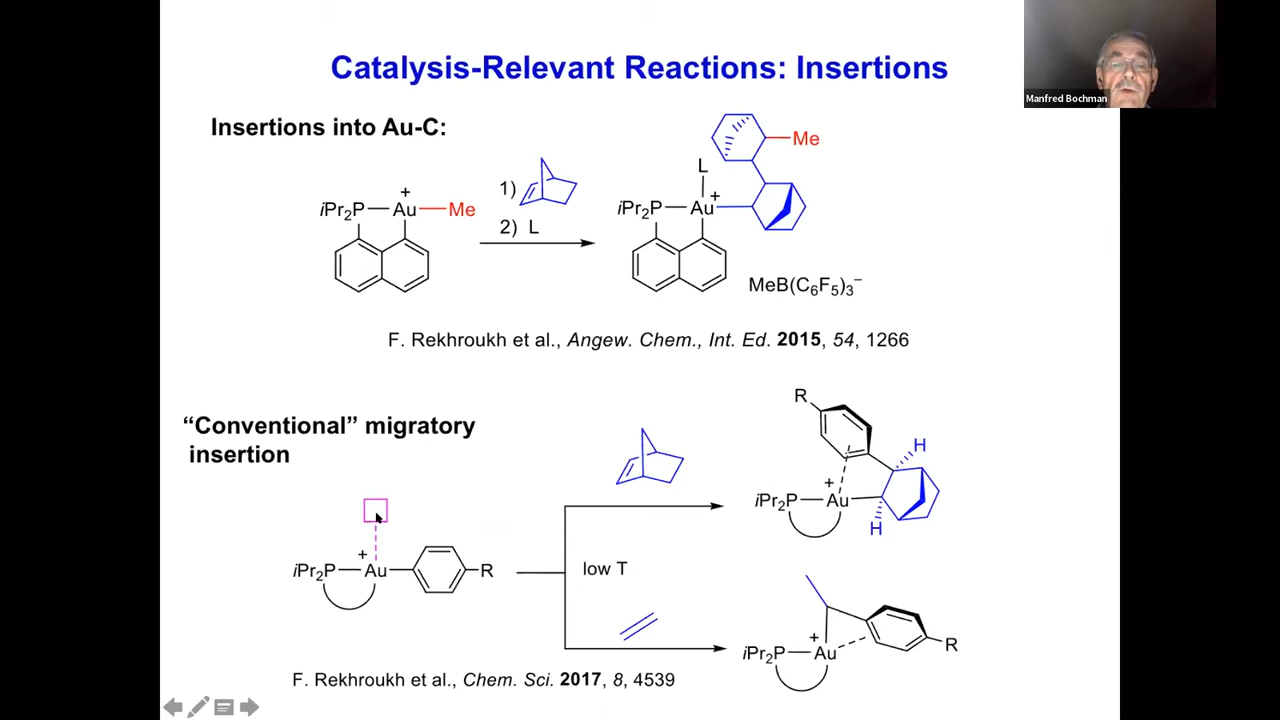 Catalysis-Relevant Reactions: Insertions
Manfred Bochman
Insertions into Au-C:
Me
L
+
iPr2P
Au
Me
1)
2) L
iPr2P
Au
+
MeB(C6F5)3–
F. Rekhroukh et al., Angew. Chem., Int. Ed. 2015, 54, 1266
“Conventional” migratory
insertion
R
H
+
iPr2P
Au
H
+
iPr2P
Au
R
low T
+
iPr2P
Au
R
F. Rekhroukh et al., Chem. Sci. 2017, 8, 4539